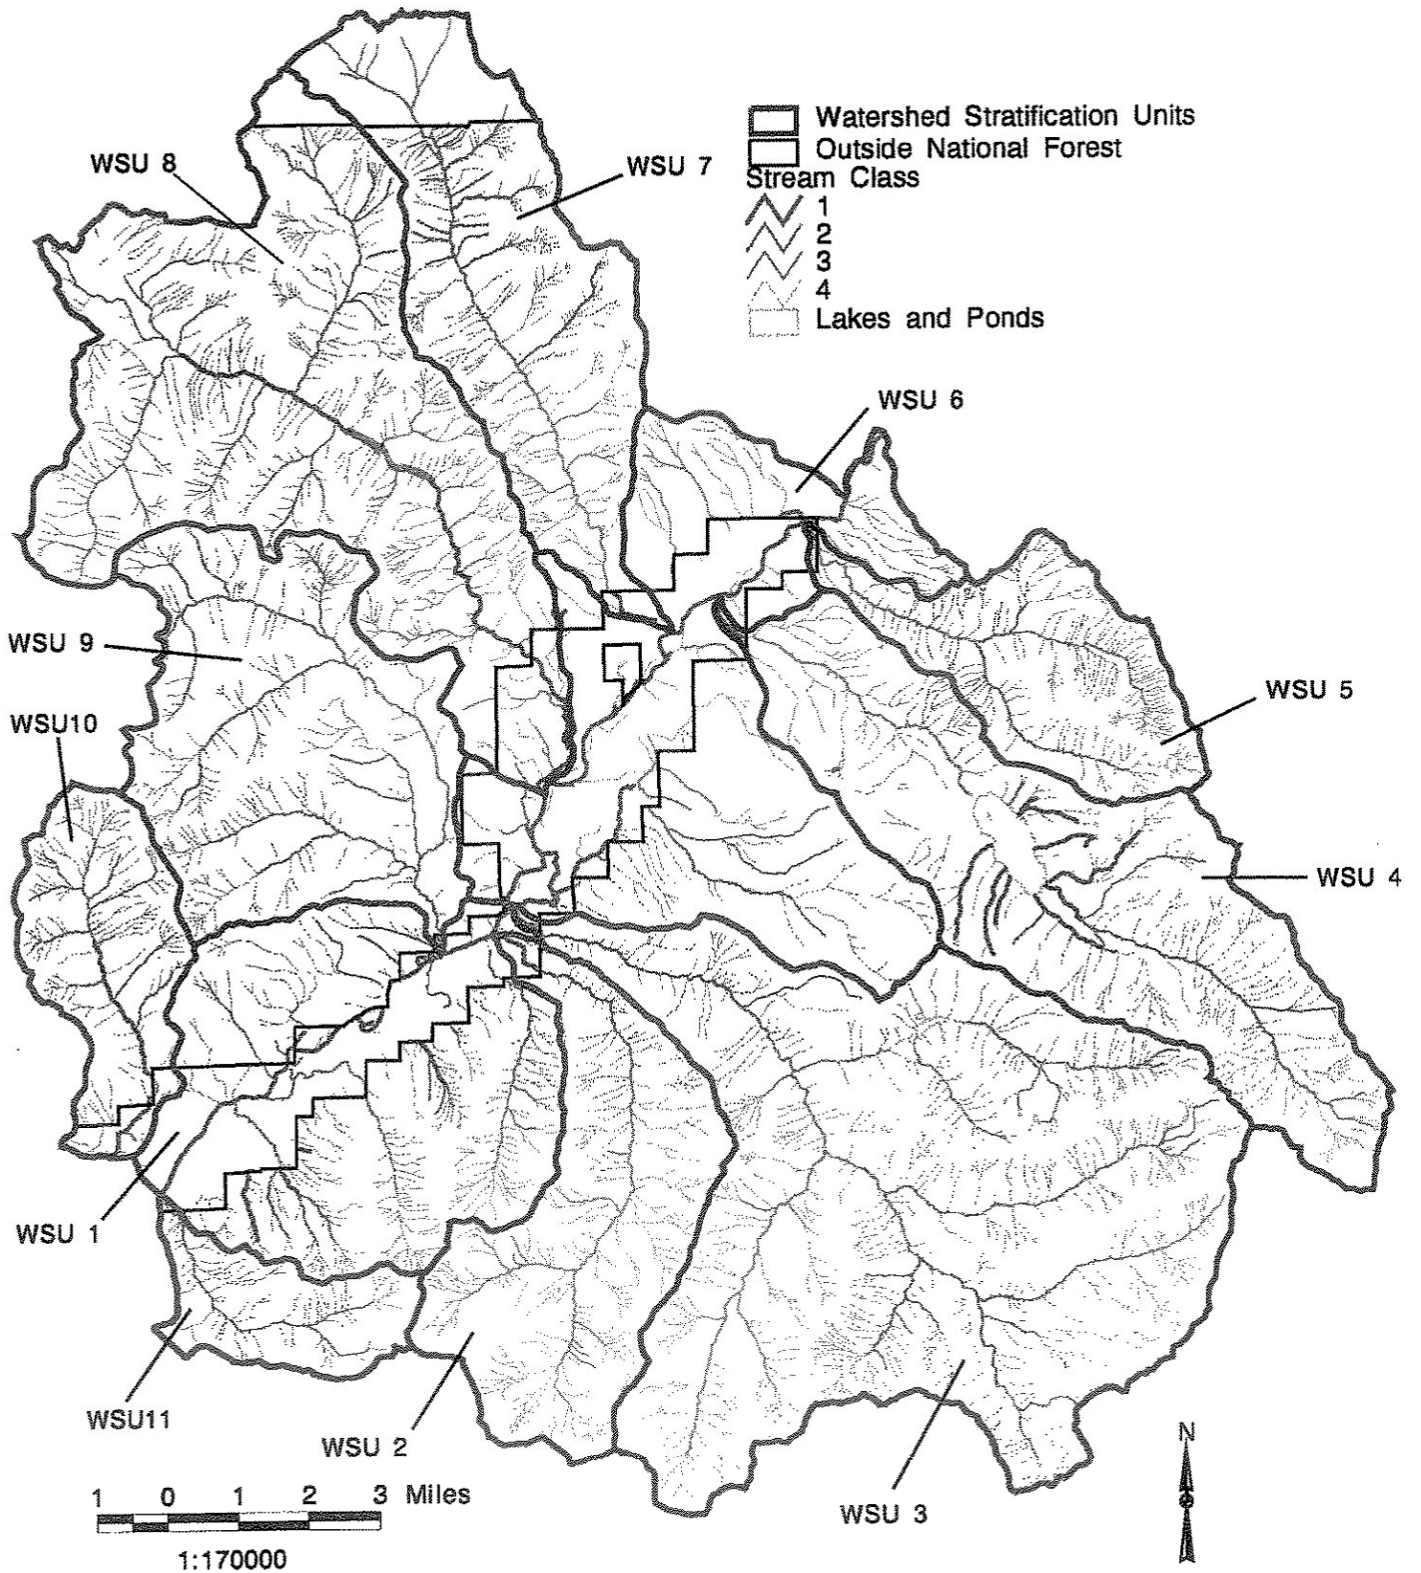 Watershed Stratification Units
Outside National Forest
Stream Class
1
2
3
4
Lakes and Ponds
WSU 8
WSU 7
WSU 6
WSU 9
WSU 5
WSU10
WSU 4
WSU 1
WSU11
WSU 2
WSU 3
N
1 0 1 2 3 Miles
1:170000